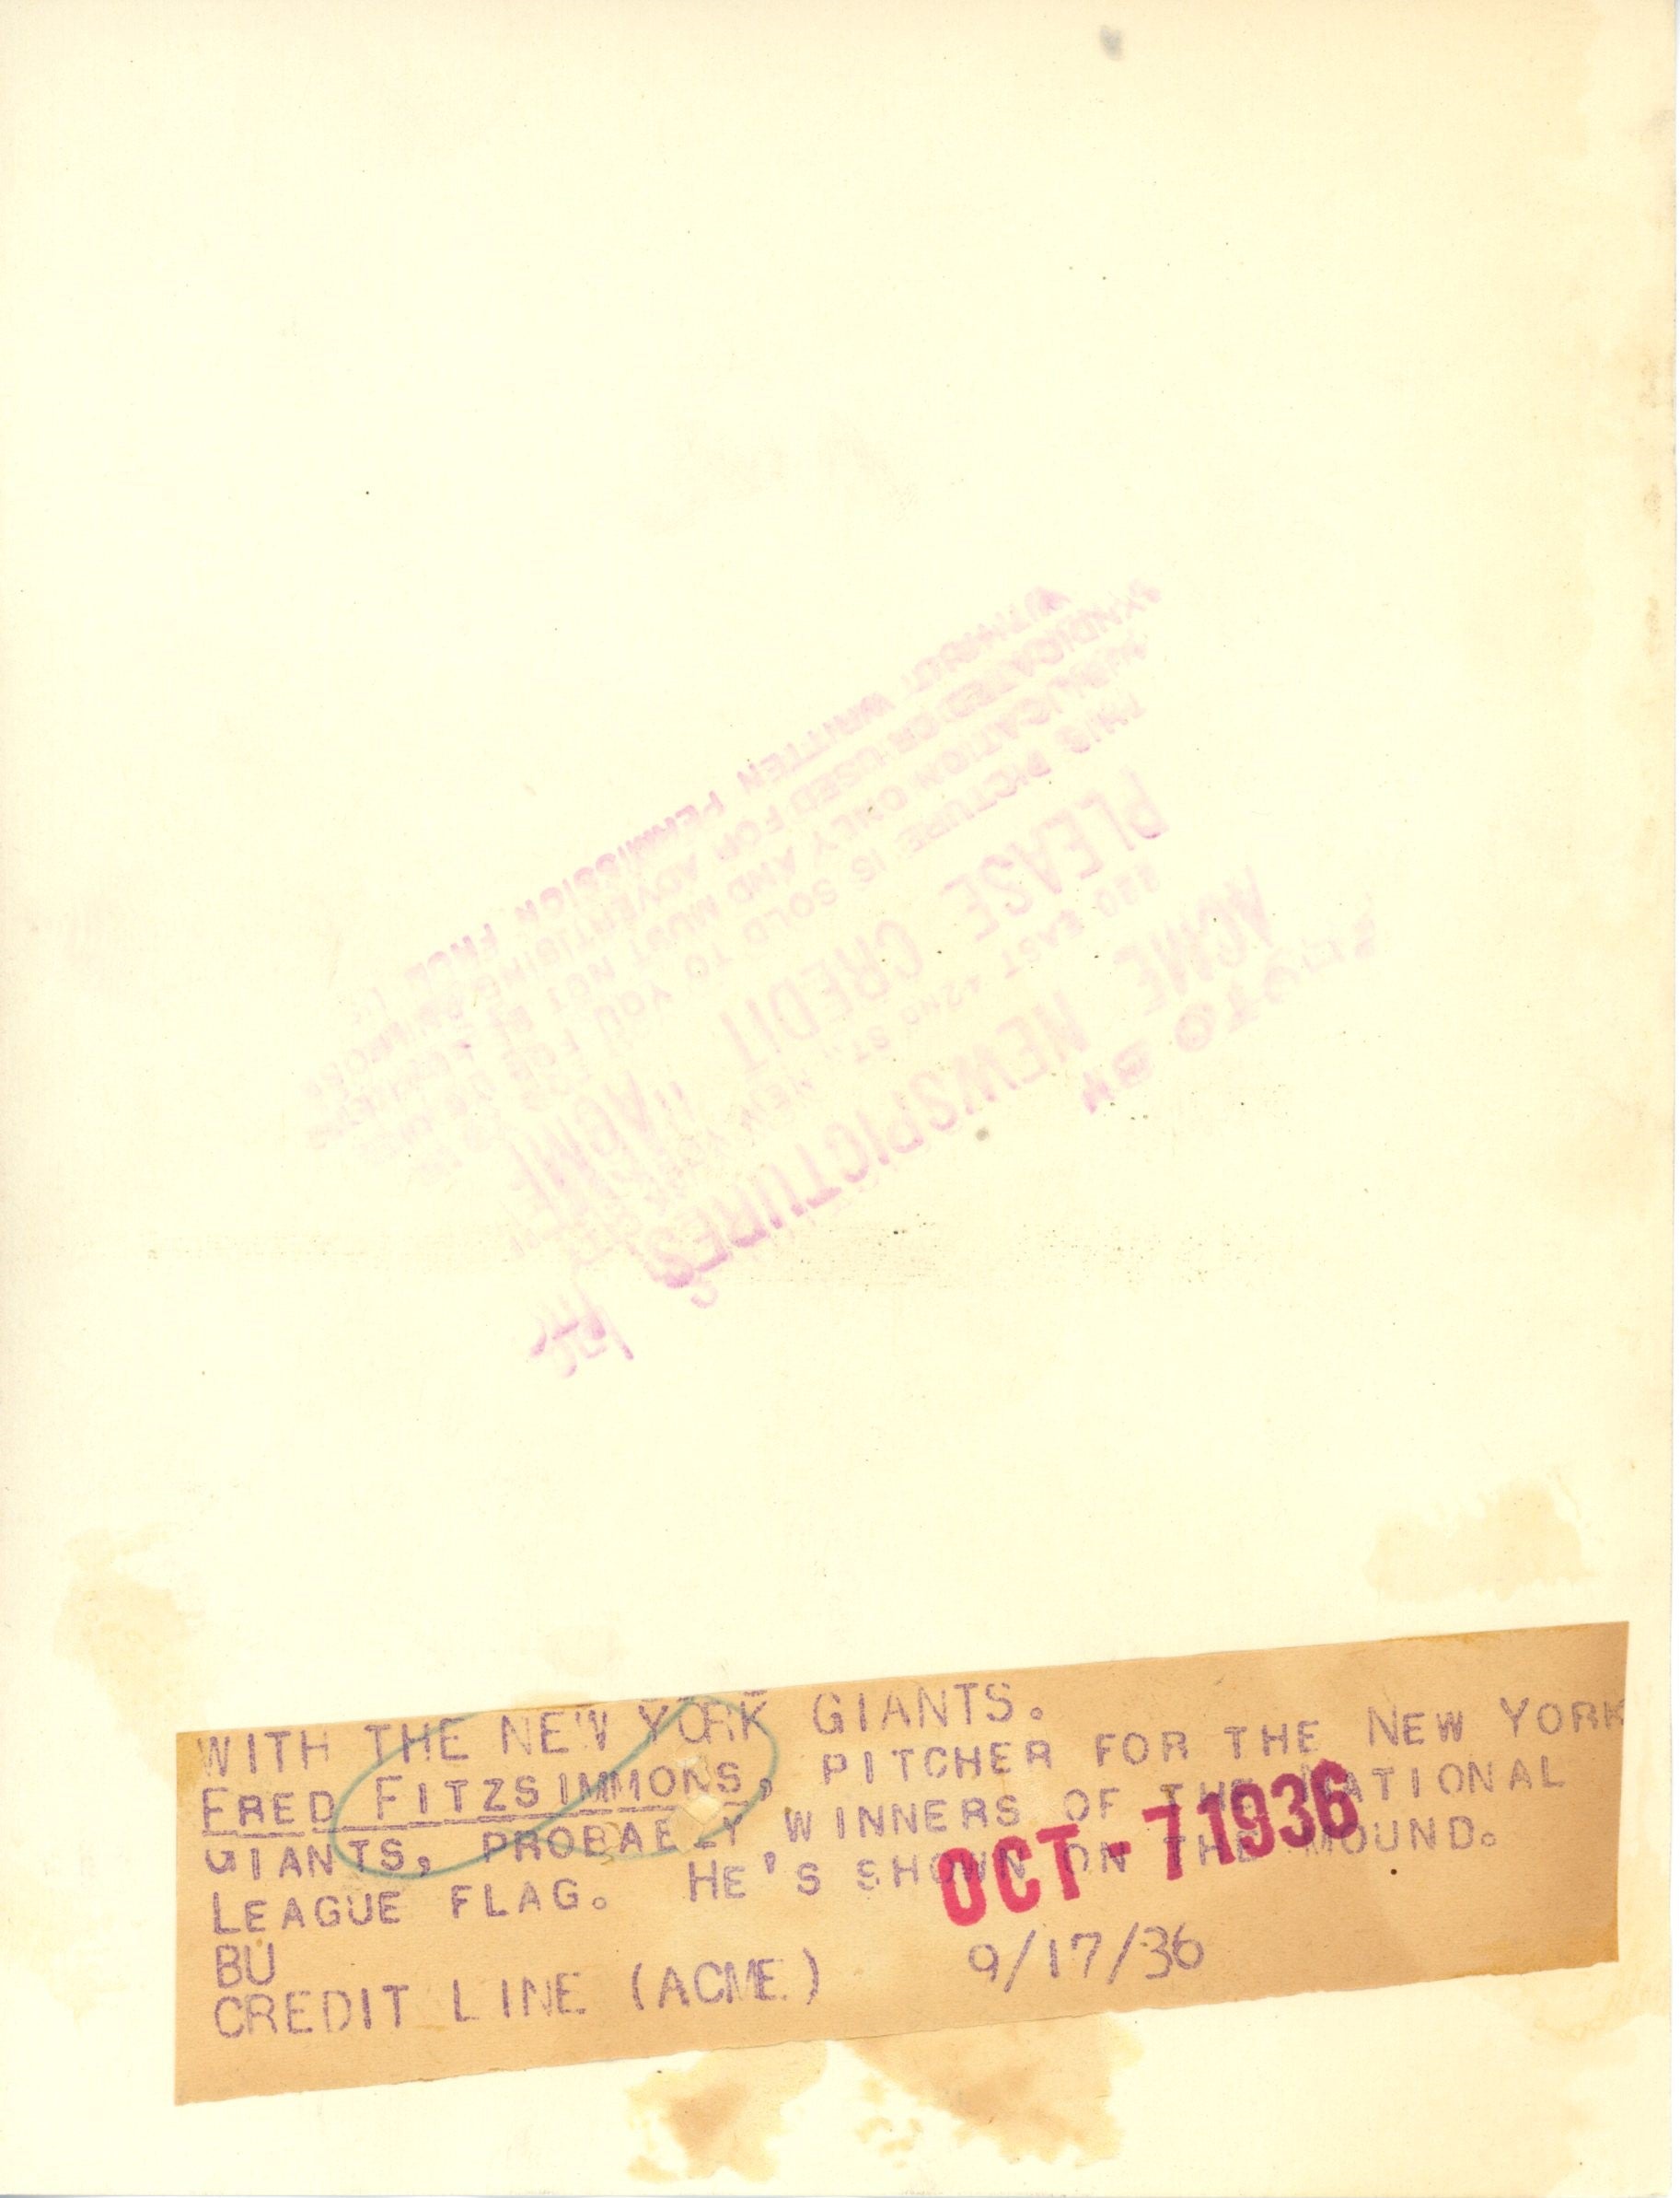 PHOTO BY
ACME NEWSPICTURES Inc
EAST 42ND ST., NEW YORK
PLEASE CREDIT "ACME"
THIS PICTURE IS SOLD TO YOU FOR
PUBLICATION ONLY AND MUST NOT BE
SYNDICATED OR USED FOR ADVERTISING
WITHOUT WRITTEN PERMISSION FROM
WITH THE NEW YORK GIANTS.
FRED FITZSIMMONS, PITCHER FOR THE NEW YORK
GIANTS, PROBABLY WINNERS OF THE NATIONAL
LEAGUE FLAG. HE'S SHOWN ON THE MOUND.
BU
CREDIT LINE (ACME) 9/17/36
OCT - 7 1936